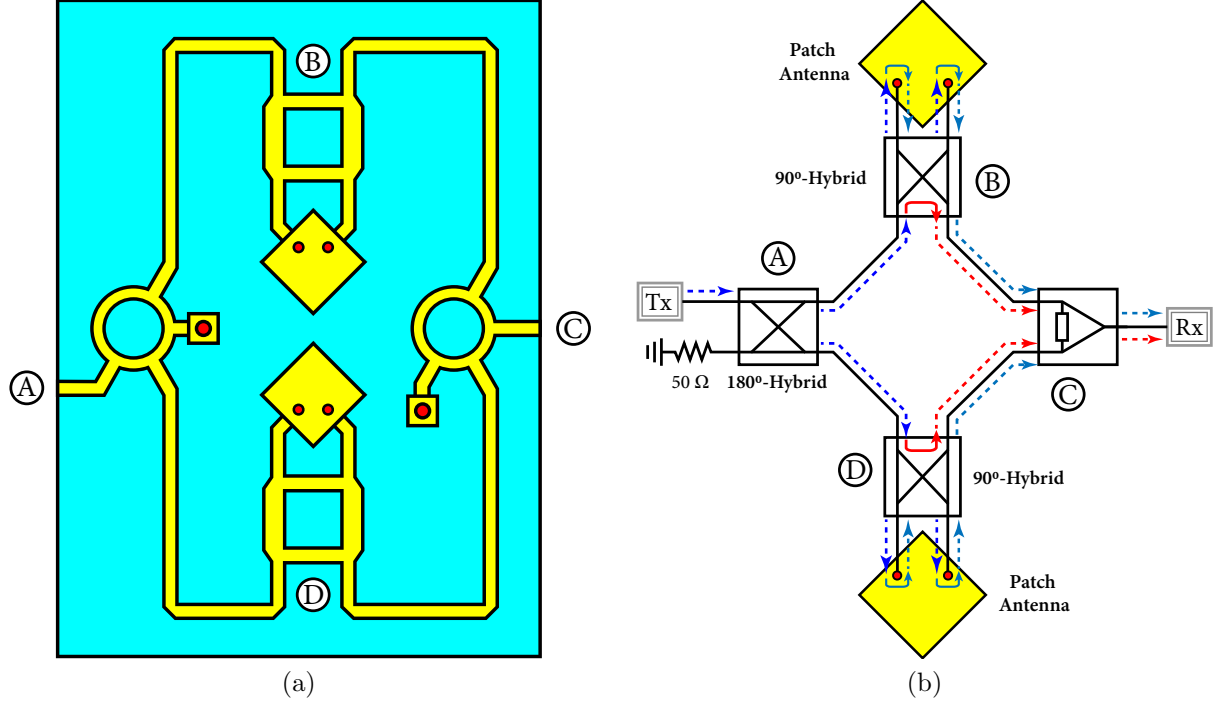 B
A
C
D
(a)
Patch
Antenna
90º-Hybrid
B
A
Tx
Rx
50 Ω
180º-Hybrid
C
D
90º-Hybrid
Patch
Antenna
(b)